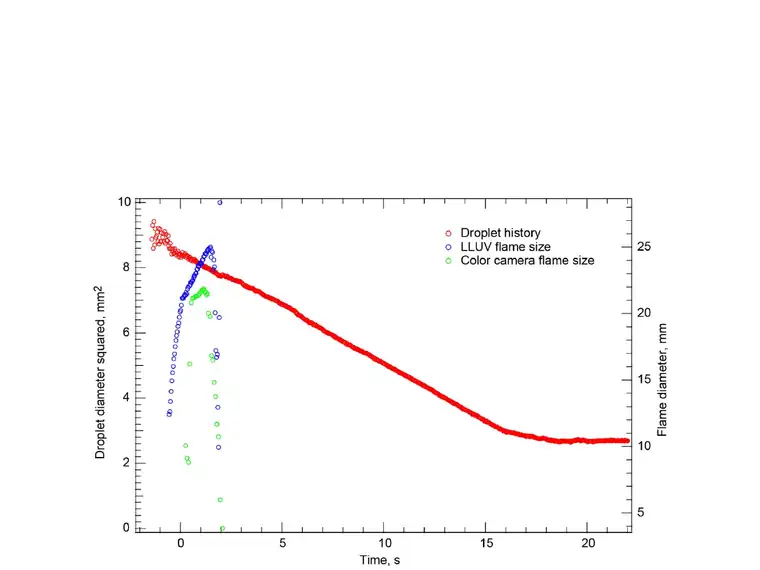 10
8
6
4
2
0
Droplet diameter squared, mm2
Droplet history
LLUV flame size
Color camera flame size
25
20
15
10
5
Flame diameter, mm
0 5 10 15 20
Time, s